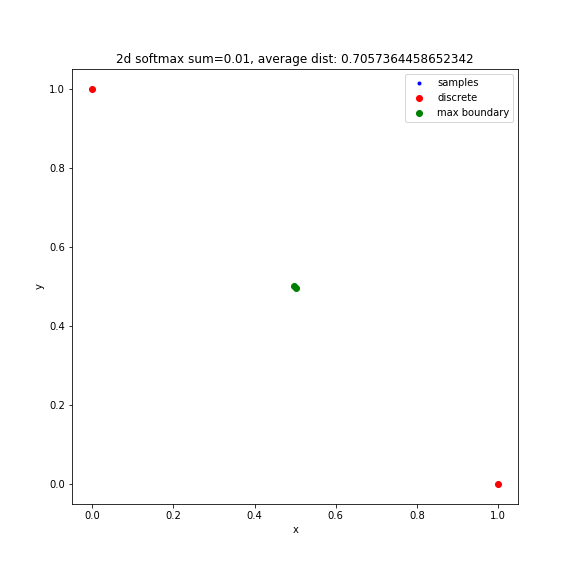 2d softmax sum=0.01, average dist: 0.7057364458652342
samples
discrete
max boundary
1.0
0.8
0.6
0.4
0.2
0.0
y
0.0 0.2 0.4 0.6 0.8 1.0
x